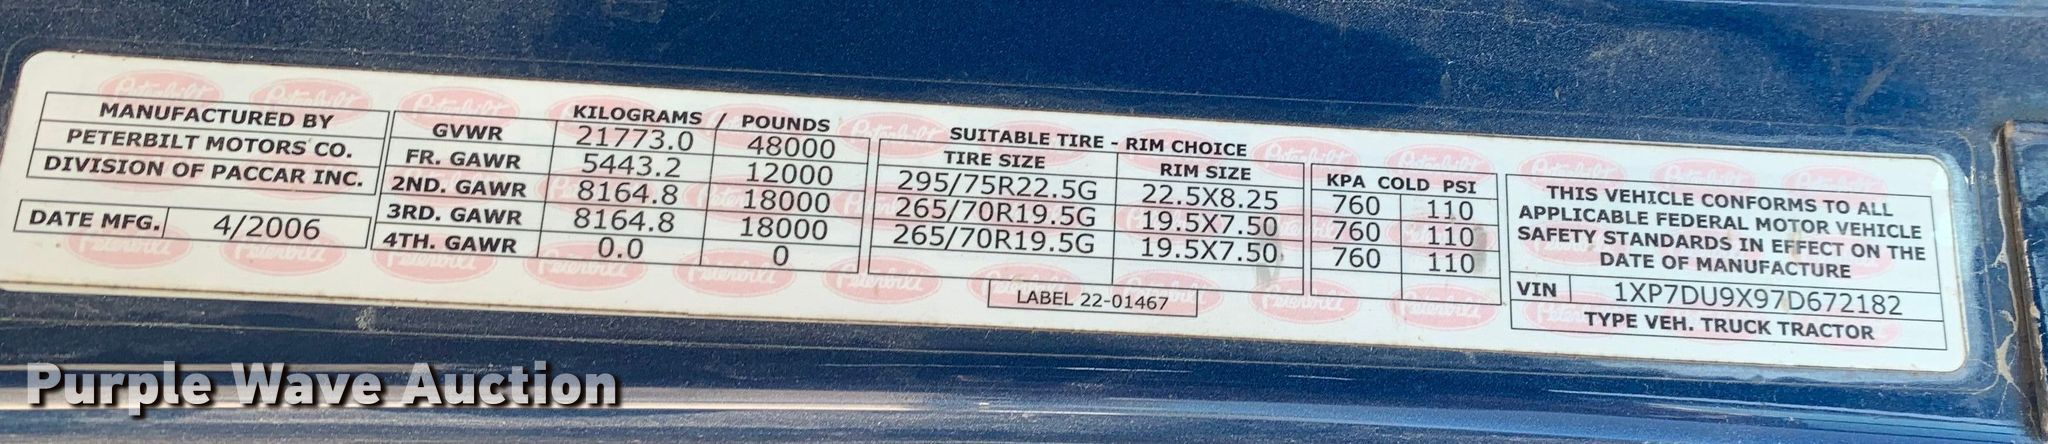 MANUFACTURED BY
PETERBILT MOTORS CO.
DIVISION OF PACCAR INC.
DATE MFG. 4/2006
KILOGRAMS / POUNDS
GVWR 21773.0 48000
FR. GAWR 5443.2 12000
2ND. GAWR 8164.8 18000
3RD. GAWR 8164.8 18000
4TH. GAWR 0.0 0
SUITABLE TIRE - RIM CHOICE
TIRE SIZE RIM SIZE
295/75R22.5G 22.5X8.25
265/70R19.5G 19.5X7.50
265/70R19.5G 19.5X7.50
KPA COLD PSI
760 110
760 110
760 110
LABEL 22-01467
THIS VEHICLE CONFORMS TO ALL
APPLICABLE FEDERAL MOTOR VEHICLE
SAFETY STANDARDS IN EFFECT ON THE
DATE OF MANUFACTURE
VIN 1XP7DU9X97D672182
TYPE VEH. TRUCK TRACTOR
Purple Wave Auction